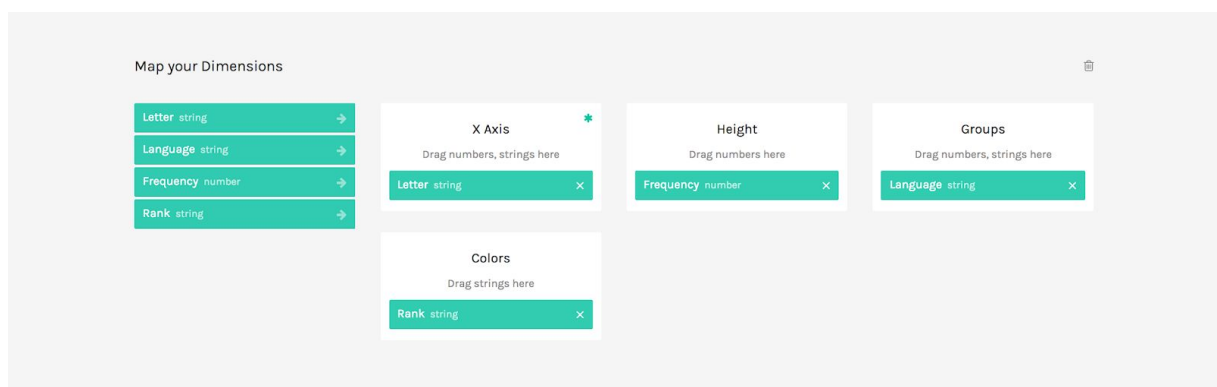 Map your Dimensions
Letter string
Language string
Frequency number
Rank string
X Axis *
Drag numbers, strings here
Letter string ×
Height
Drag numbers here
Frequency number ×
Groups
Drag numbers, strings here
Language string ×
Colors
Drag strings here
Rank string ×